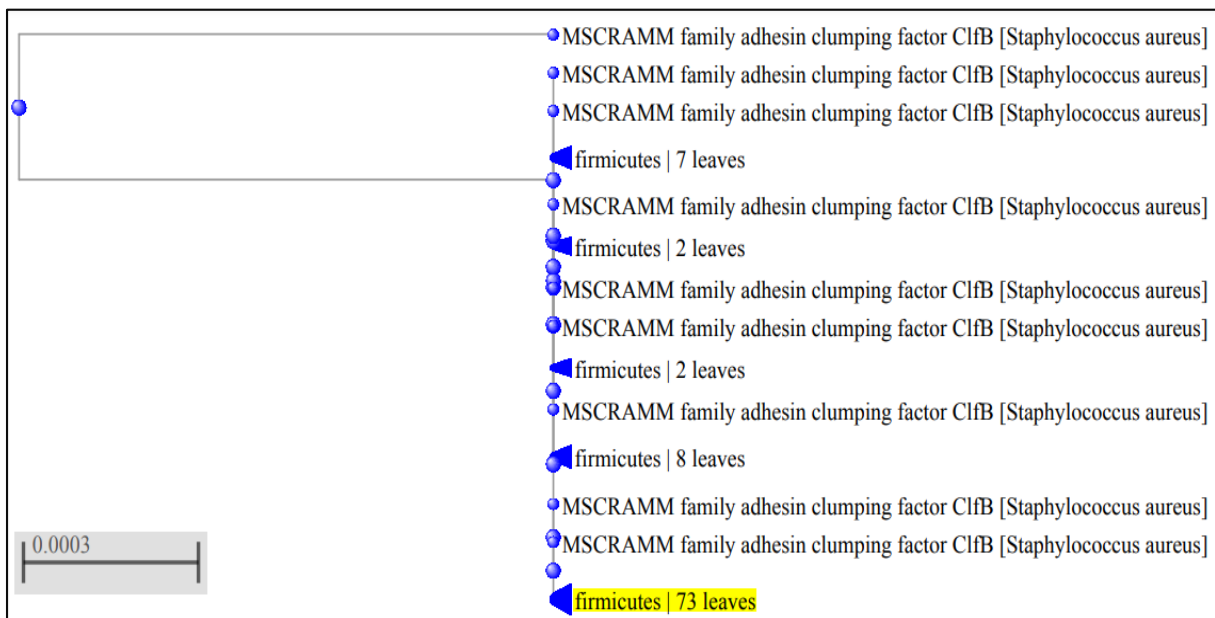 MSCRAMM family adhesin clumping factor ClfB [Staphylococcus aureus]
MSCRAMM family adhesin clumping factor ClfB [Staphylococcus aureus]
MSCRAMM family adhesin clumping factor ClfB [Staphylococcus aureus]
firmicutes | 7 leaves
MSCRAMM family adhesin clumping factor ClfB [Staphylococcus aureus]
firmicutes | 2 leaves
MSCRAMM family adhesin clumping factor ClfB [Staphylococcus aureus]
MSCRAMM family adhesin clumping factor ClfB [Staphylococcus aureus]
firmicutes | 2 leaves
MSCRAMM family adhesin clumping factor ClfB [Staphylococcus aureus]
firmicutes | 8 leaves
MSCRAMM family adhesin clumping factor ClfB [Staphylococcus aureus]
MSCRAMM family adhesin clumping factor ClfB [Staphylococcus aureus]
0.0003
firmicutes | 73 leaves